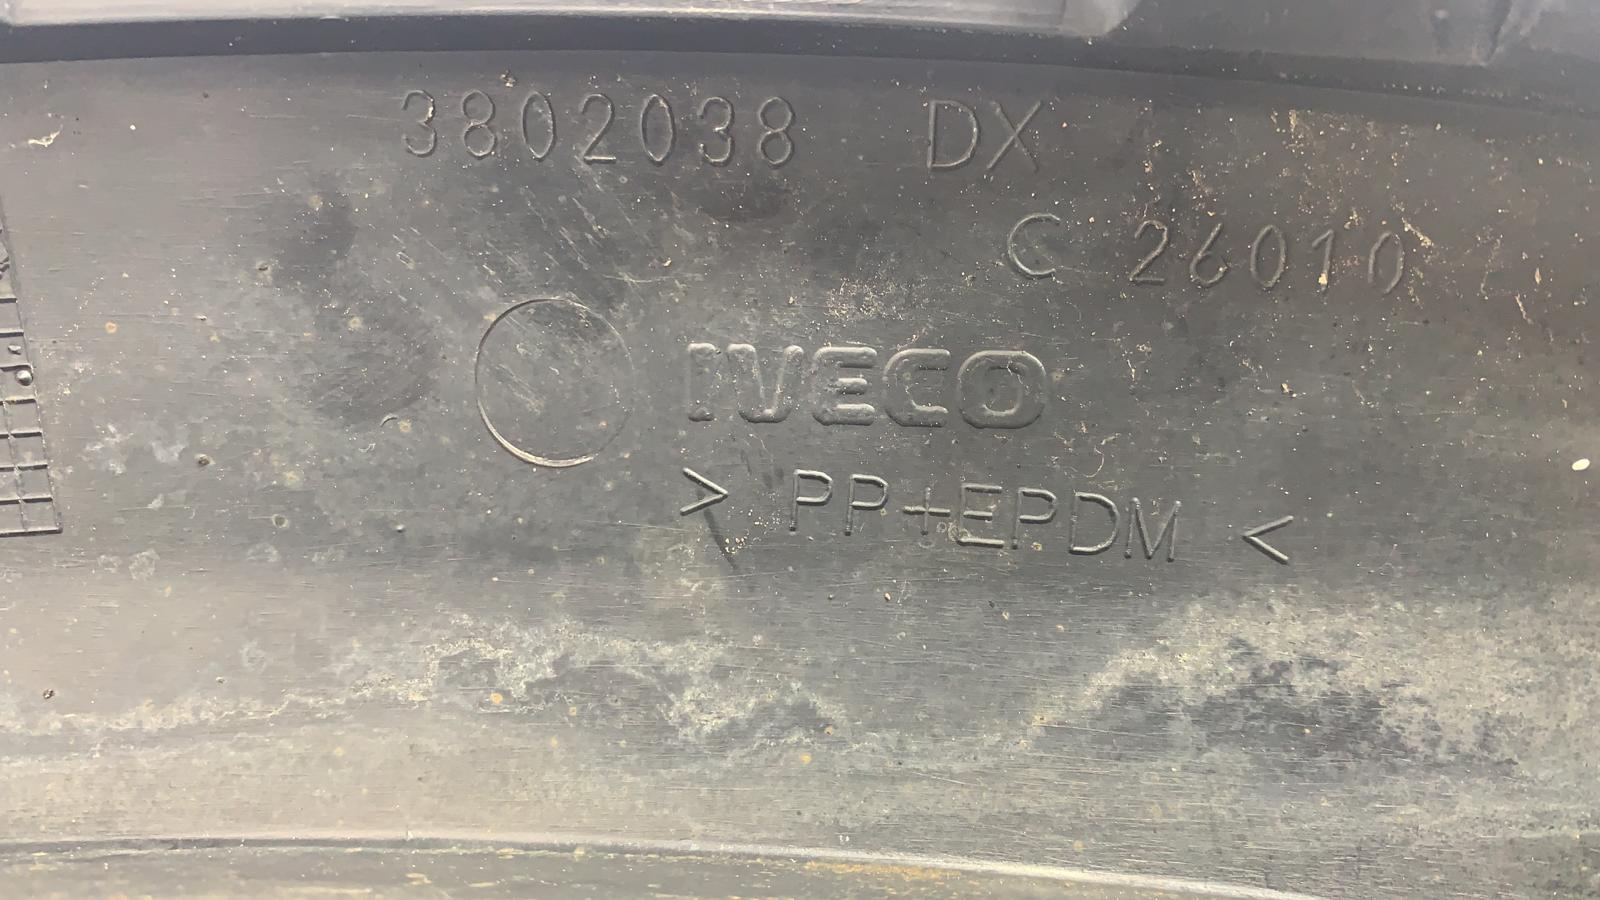 3802038 DX
C 26010
IVECO
> PP+EPDM <